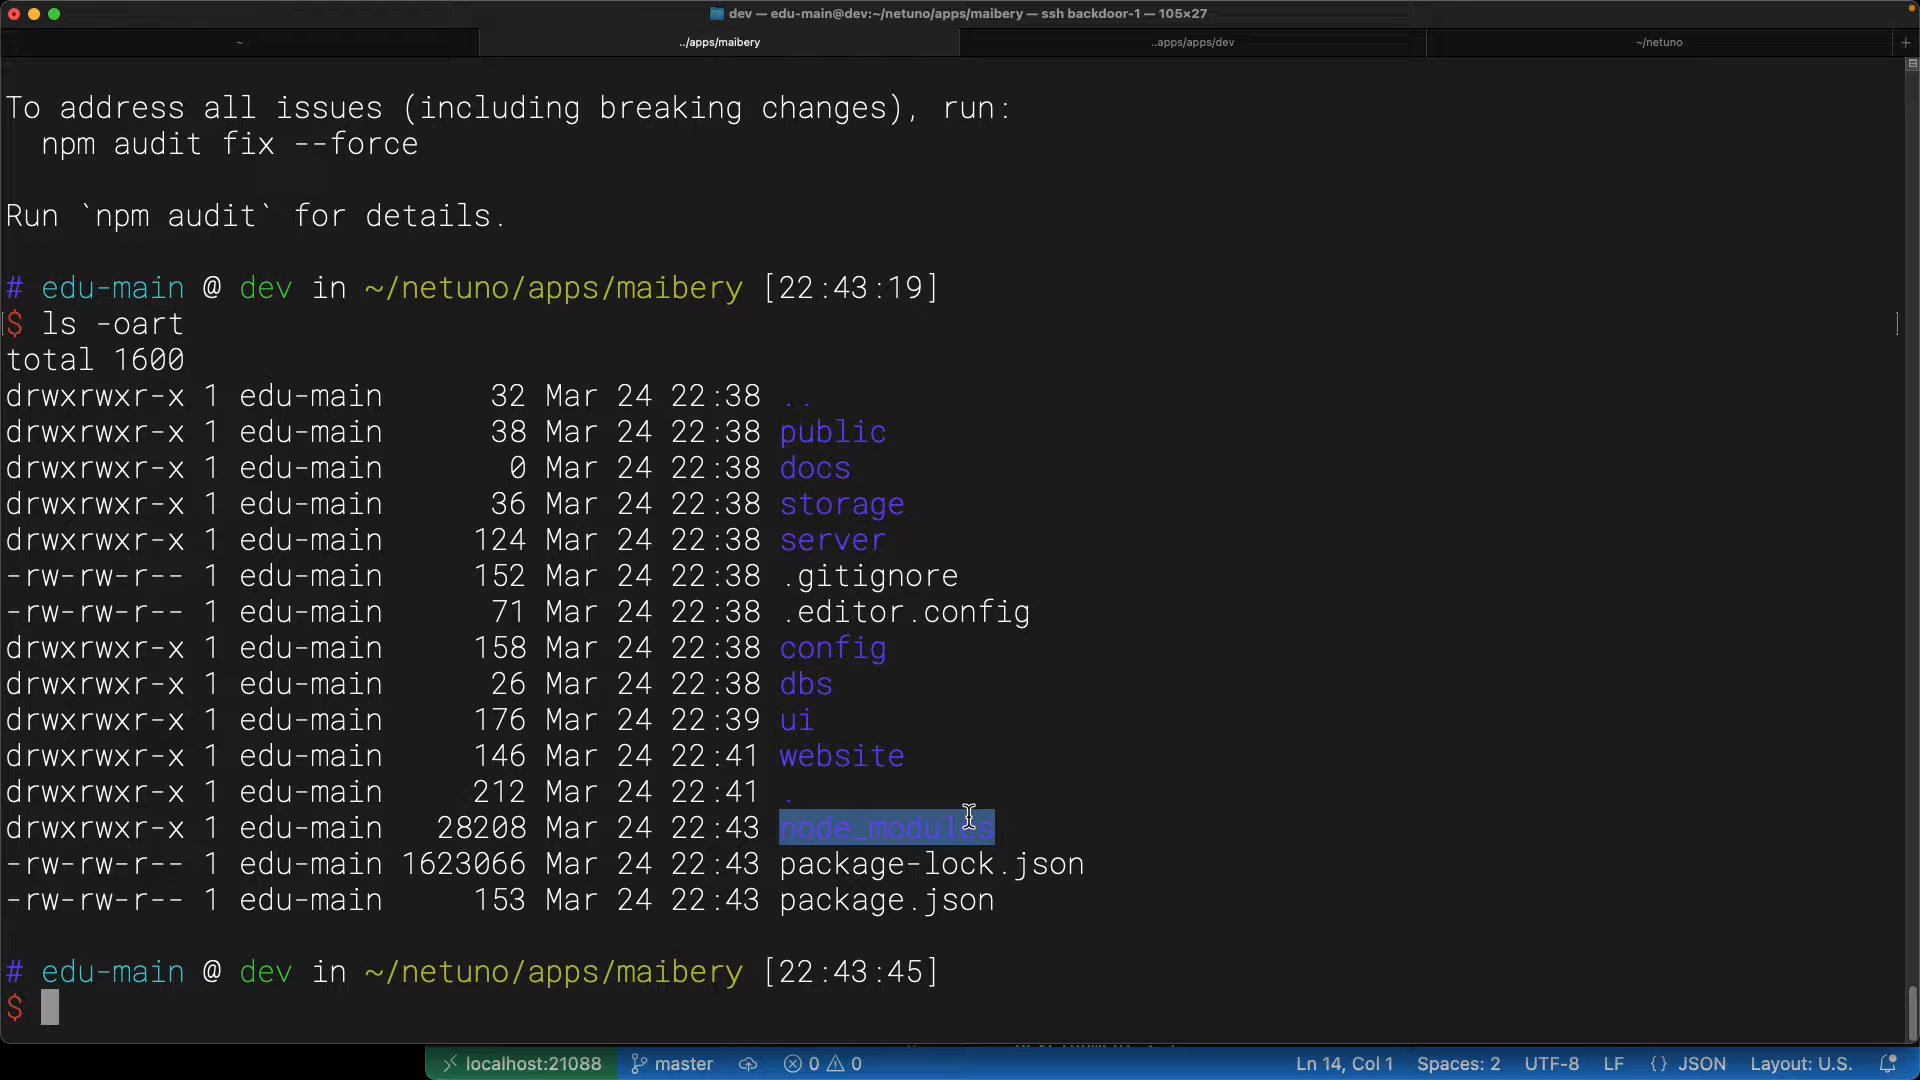 dev — edu-main@dev:~/netuno/apps/maibery — ssh backdoor-1 — 105×27
~
../apps/maibery
..apps/apps/dev
~/netuno
+
To address all issues (including breaking changes), run:
npm audit fix --force
Run `npm audit` for details.
# edu-main @ dev in ~/netuno/apps/maibery [22:43:19]
$ ls -oart
total 1600
drwxrwxr-x 1 edu-main 32 Mar 24 22:38 ..
drwxrwxr-x 1 edu-main 38 Mar 24 22:38 public
drwxrwxr-x 1 edu-main 0 Mar 24 22:38 docs
drwxrwxr-x 1 edu-main 36 Mar 24 22:38 storage
drwxrwxr-x 1 edu-main 124 Mar 24 22:38 server
-rw-rw-r-- 1 edu-main 152 Mar 24 22:38 .gitignore
-rw-rw-r-- 1 edu-main 71 Mar 24 22:38 .editor.config
drwxrwxr-x 1 edu-main 158 Mar 24 22:38 config
drwxrwxr-x 1 edu-main 26 Mar 24 22:38 dbs
drwxrwxr-x 1 edu-main 176 Mar 24 22:39 ui
drwxrwxr-x 1 edu-main 146 Mar 24 22:41 website
drwxrwxr-x 1 edu-main 212 Mar 24 22:41 .
drwxrwxr-x 1 edu-main 28208 Mar 24 22:43 node_modules
-rw-rw-r-- 1 edu-main 1623066 Mar 24 22:43 package-lock.json
-rw-rw-r-- 1 edu-main 153 Mar 24 22:43 package.json
# edu-main @ dev in ~/netuno/apps/maibery [22:43:45]
$
localhost:21088 master 0 0 Ln 14, Col 1 Spaces: 2 UTF-8 LF {} JSON Layout: U.S.